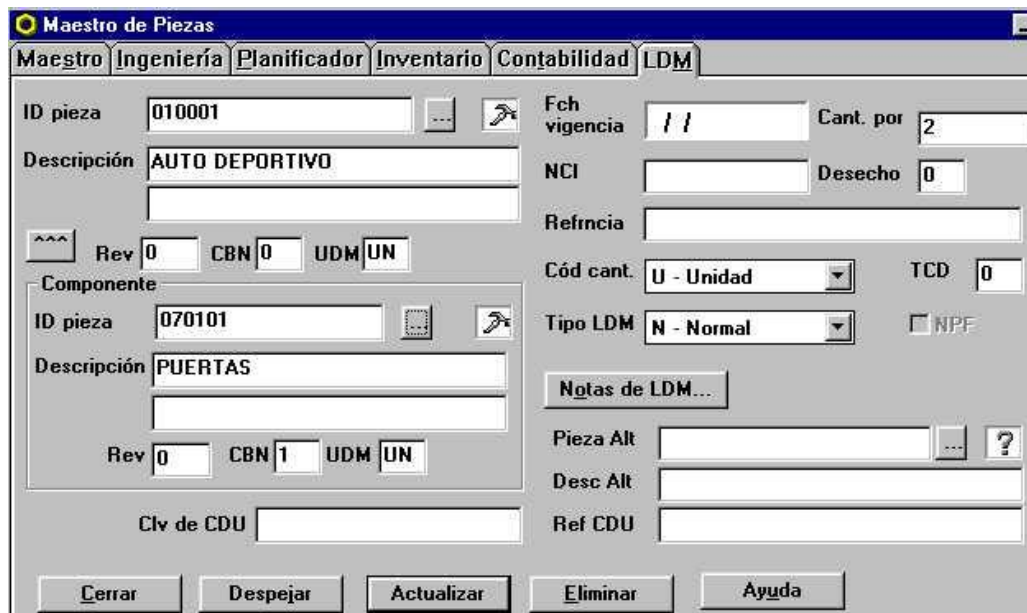 Maestro de Piezas
Maestro Ingeniería Planificador Inventario Contabilidad LDM
ID pieza 010001 ...
Descripción AUTO DEPORTIVO
^^^ Rev 0 CBN 0 UDM UN
Componente
ID pieza 070101 ...
Descripción PUERTAS
Rev 0 CBN 1 UDM UN
Clv de CDU
Fch vigencia / / Cant. por 2
NCI Desecho 0
Refrncia
Cód cant. U - Unidad TCD 0
Tipo LDM N - Normal NPF
Notas de LDM...
Pieza Alt ... ?
Desc Alt
Ref CDU
Cerrar Despejar Actualizar Eliminar Ayuda